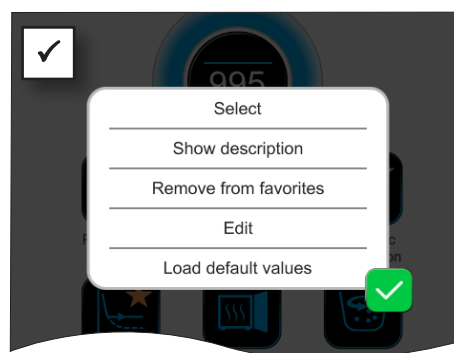 995
Select
Show description
Remove from favorites
Edit
Load default values